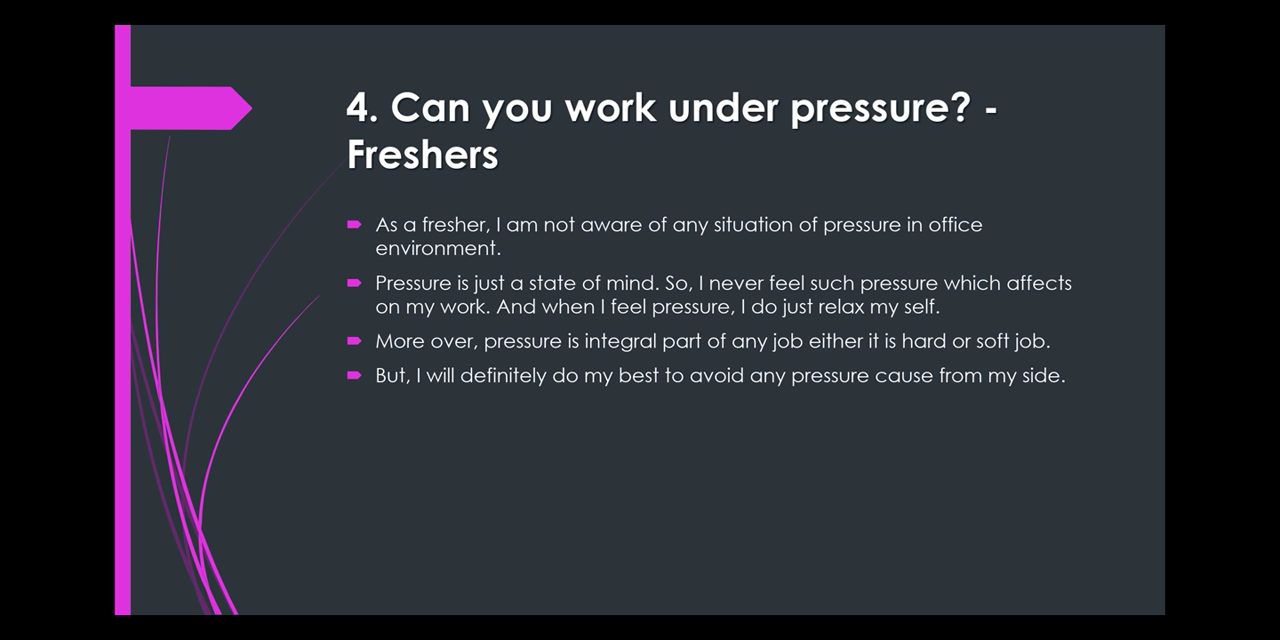 4. Can you work under pressure? -
Freshers
As a fresher, I am not aware of any situation of pressure in office
environment.
Pressure is just a state of mind. So, I never feel such pressure which affects
on my work. And when I feel pressure, I do just relax my self.
More over, pressure is integral part of any job either it is hard or soft job.
But, I will definitely do my best to avoid any pressure cause from my side.